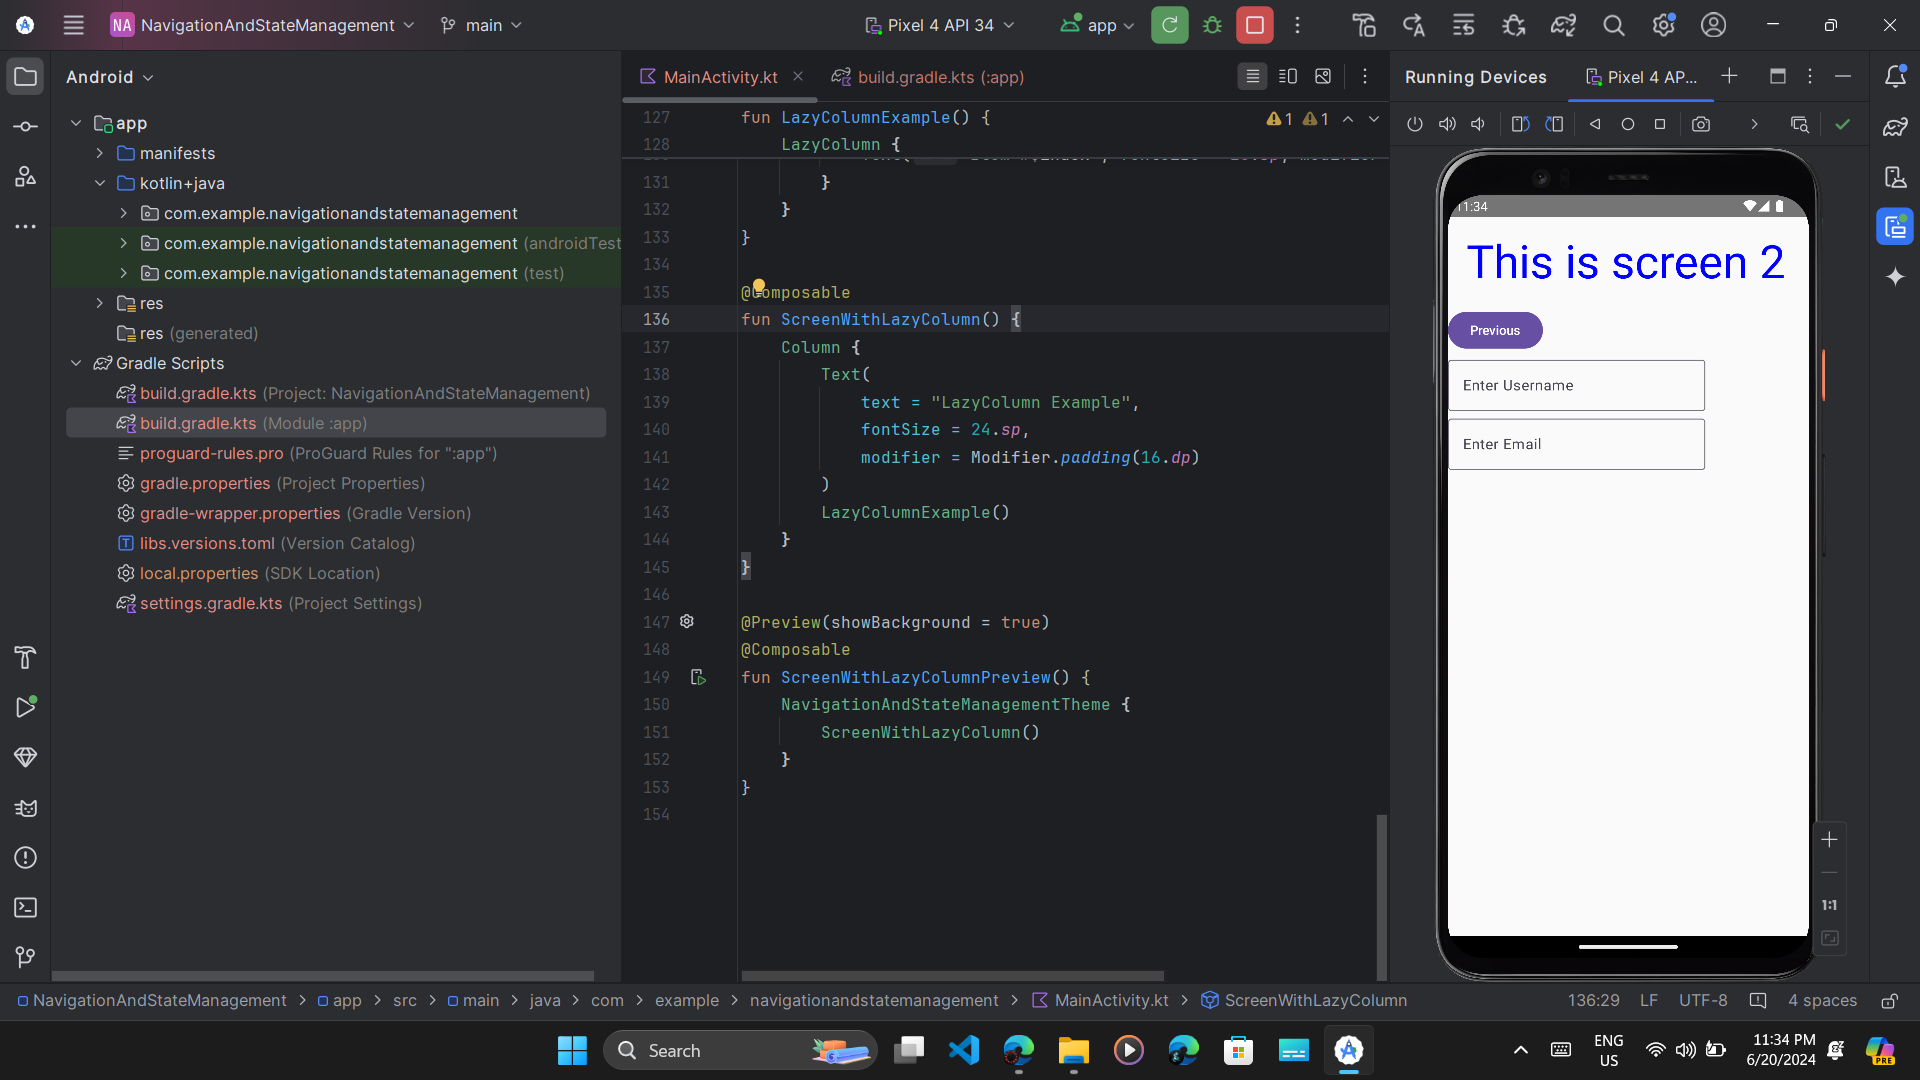 NA NavigationAndStateManagement main Pixel 4 API 34 app
Android
MainActivity.kt build.gradle.kts (:app)
Running Devices Pixel 4 AP...
app
manifests
kotlin+java
com.example.navigationandstatemanagement
com.example.navigationandstatemanagement (androidTest
com.example.navigationandstatemanagement (test)
res
res (generated)
Gradle Scripts
build.gradle.kts (Project: NavigationAndStateManagement)
build.gradle.kts (Module :app)
proguard-rules.pro (ProGuard Rules for ":app")
gradle.properties (Project Properties)
gradle-wrapper.properties (Gradle Version)
libs.versions.toml (Version Catalog)
local.properties (SDK Location)
settings.gradle.kts (Project Settings)
127 fun LazyColumnExample() {
1 1
128 LazyColumn {
131 }
132 }
133 }
134
135 @Composable
136 fun ScreenWithLazyColumn() {
137 Column {
138 Text(
139 text = "LazyColumn Example",
140 fontSize = 24.sp,
141 modifier = Modifier.padding(16.dp)
142 )
143 LazyColumnExample()
144 }
145 }
146
147 @Preview(showBackground = true)
148 @Composable
149 fun ScreenWithLazyColumnPreview() {
150 NavigationAndStateManagementTheme {
151 ScreenWithLazyColumn()
152 }
153 }
154
11:34
This is screen 2
Previous
Enter Username
Enter Email
1:1
NavigationAndStateManagement app src main java com example navigationandstatemanagement MainActivity.kt ScreenWithLazyColumn
136:29 LF UTF-8 4 spaces
Search
ENG
US
11:34 PM
6/20/2024
PRE